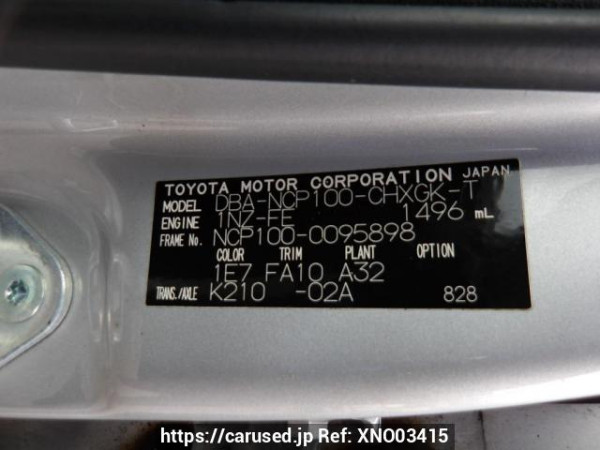 TOYOTA MOTOR CORPORATION JAPAN
MODEL DBA-NCP100-CHXGK-T
ENGINE 1NZ-FE 1496 mL
FRAME No. NCP100-0095898
COLOR TRIM PLANT OPTION
1E7 FA10 A32
TRANS./AXLE K210 -02A 828
https://carused.jp Ref: XNO03415